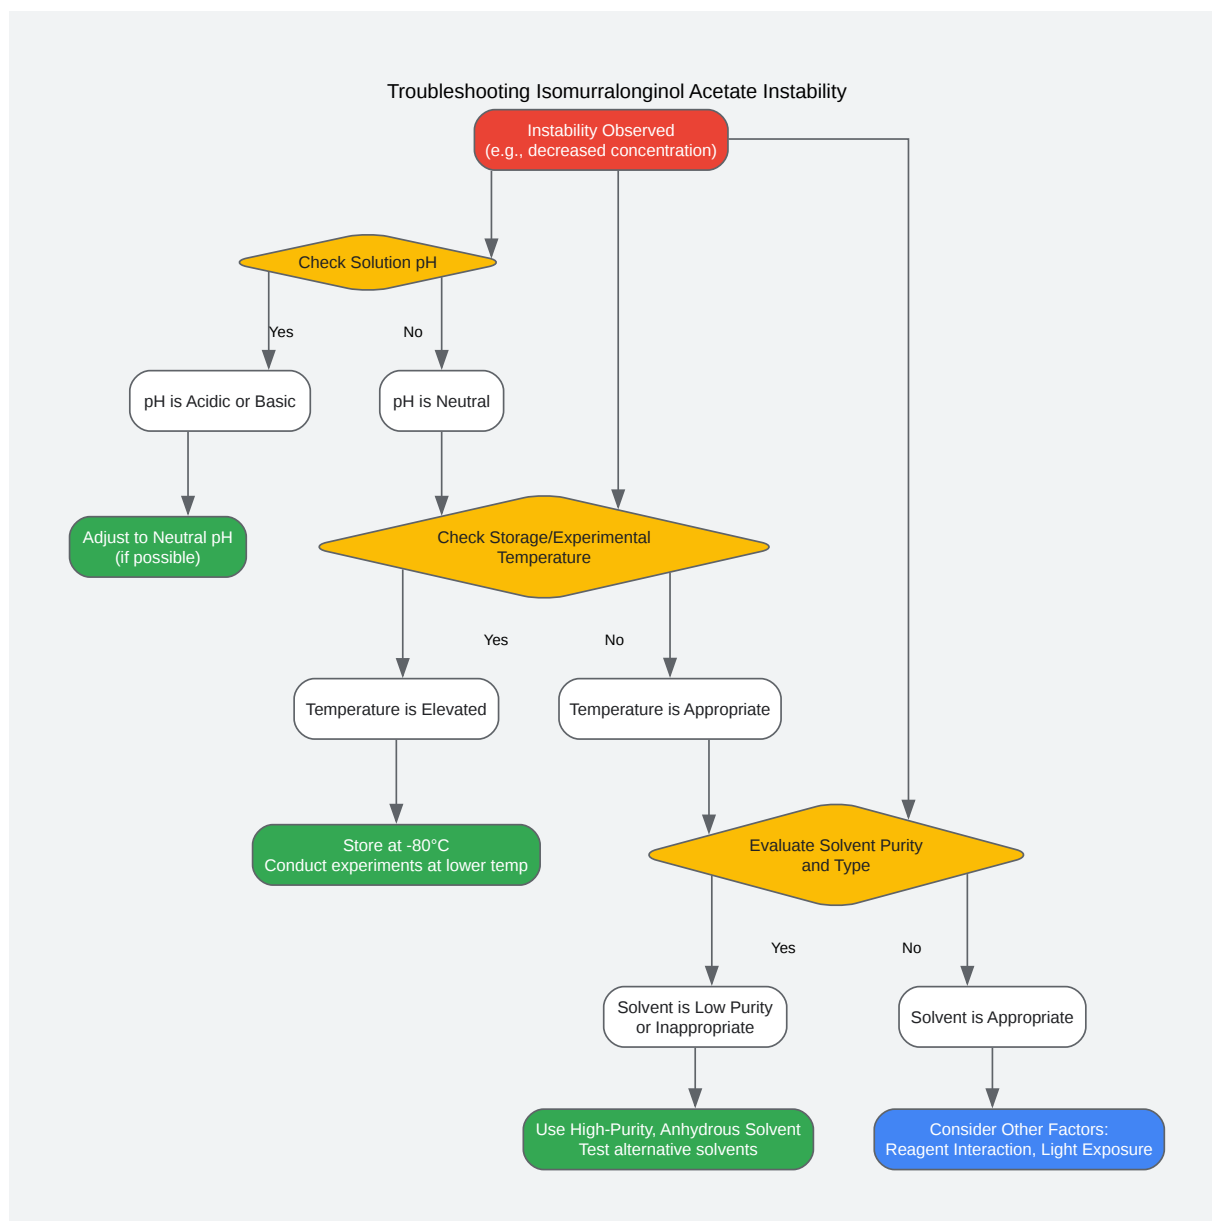 Troubleshooting Isomurralonginol Acetate Instability
Instability Observed
(e.g., decreased concentration)
Check Solution pH
Yes
No
pH is Acidic or Basic
pH is Neutral
Adjust to Neutral pH
(if possible)
Check Storage/Experimental
Temperature
Yes
No
Temperature is Elevated
Temperature is Appropriate
Store at -80°C
Conduct experiments at lower temp
Evaluate Solvent Purity
and Type
Yes
No
Solvent is Low Purity
or Inappropriate
Solvent is Appropriate
Use High-Purity, Anhydrous Solvent
Test alternative solvents
Consider Other Factors:
Reagent Interaction, Light Exposure